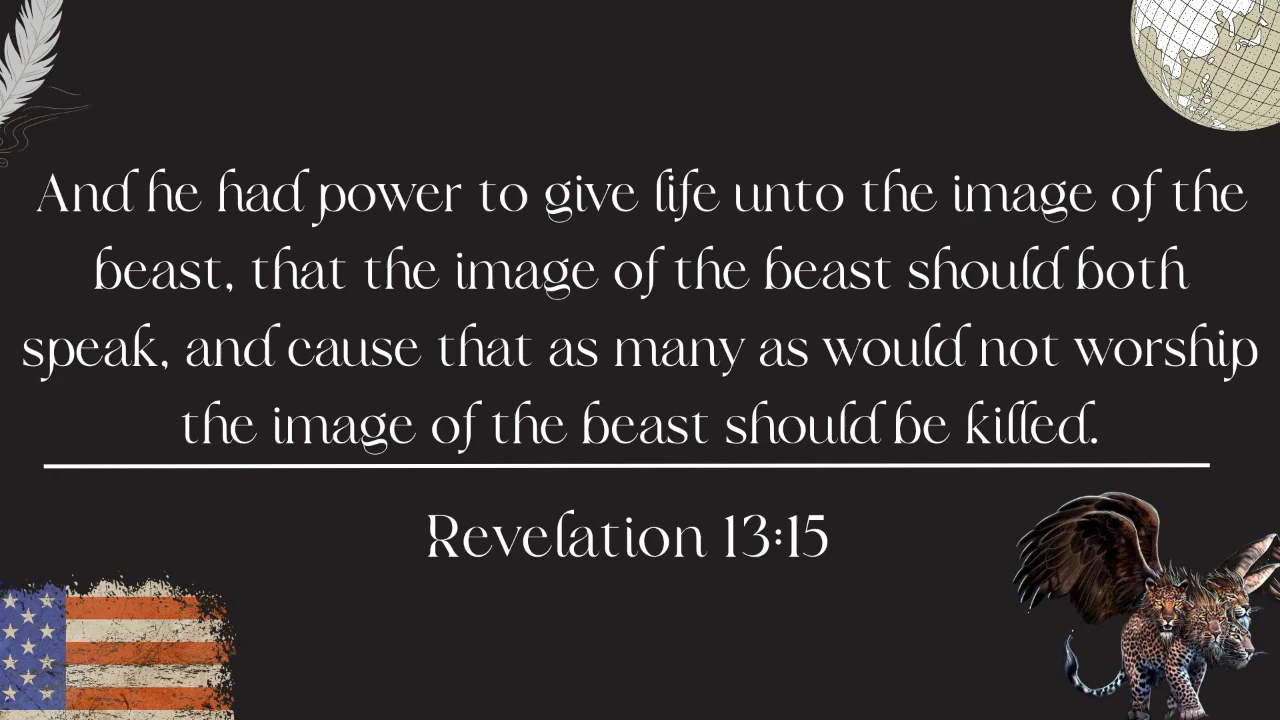 And he had power to give life unto the image of the
beast, that the image of the beast should both
speak, and cause that as many as would not worship
the image of the beast should be killed.
Revelation 13:15